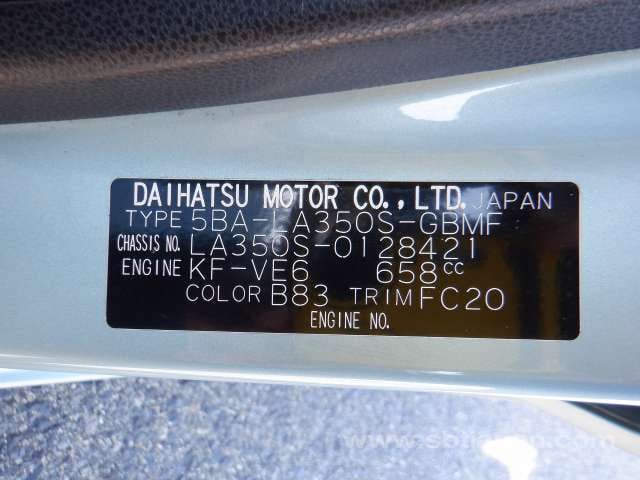 DAIHATSU MOTOR CO., LTD. JAPAN
TYPE 5BA-LA350S-GBMF
CHASSIS NO. LA350S-0128421
ENGINE KF-VE6 658cc
COLOR B83 TRIM FC20
ENGINE NO.